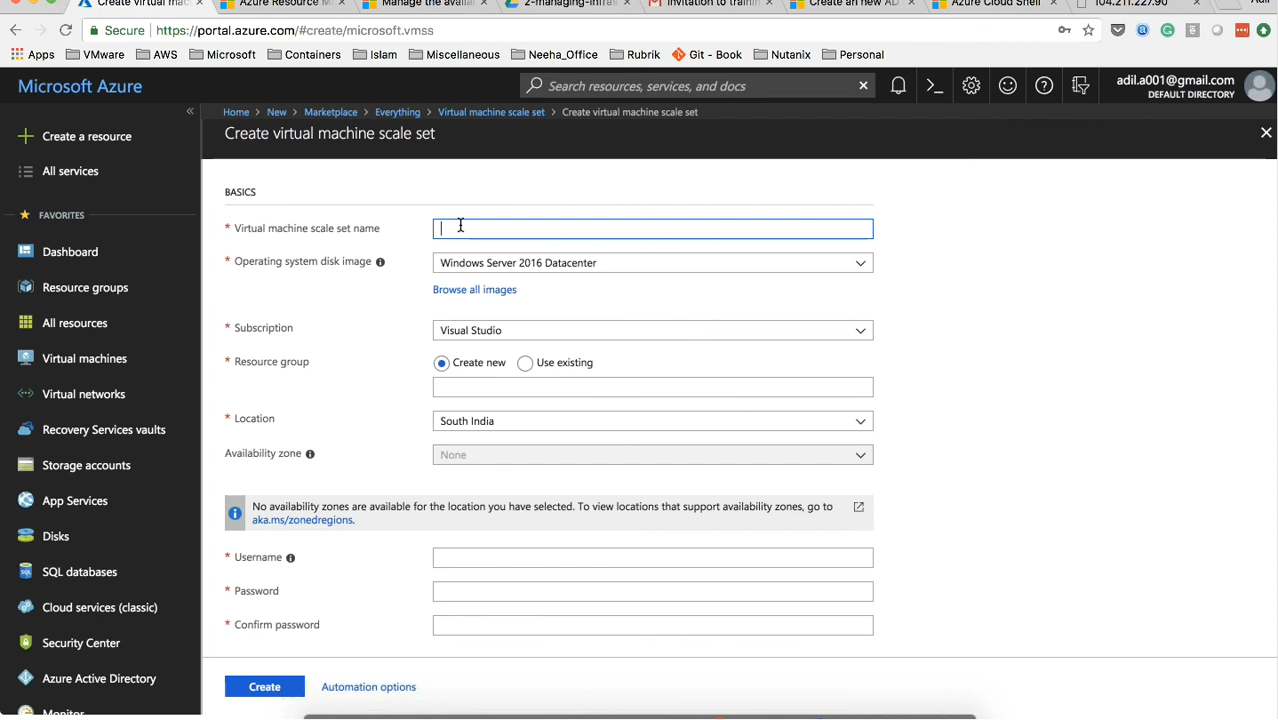 Create virtual mac
Azure Resource M
Manage the availa
z-managing-infras
Invitation to trainin
Create an new AD
Azure Cloud Shell
104.211.227.90
Adil
Secure https://portal.azure.com/#create/microsoft.vmss
Apps VMware AWS Microsoft Containers Islam Miscellaneous Neena_Office Rubrik Git - Book Nutanix Personal
Microsoft Azure
Search resources, services, and docs
adil.a001@gmail.com
DEFAULT DIRECTORY
Home > New > Marketplace > Everything > Virtual machine scale set > Create virtual machine scale set
Create virtual machine scale set
Create a resource
All services
FAVORITES
Dashboard
Resource groups
All resources
Virtual machines
Virtual networks
Recovery Services vaults
Storage accounts
App Services
Disks
SQL databases
Cloud services (classic)
Security Center
Azure Active Directory
Monitor
BASICS
* Virtual machine scale set name
* Operating system disk image
Windows Server 2016 Datacenter
Browse all images
* Subscription
Visual Studio
* Resource group
Create new Use existing
* Location
South India
Availability zone
None
No availability zones are available for the location you have selected. To view locations that support availability zones, go to
aka.ms/zonedregions.
* Username
* Password
* Confirm password
Create
Automation options